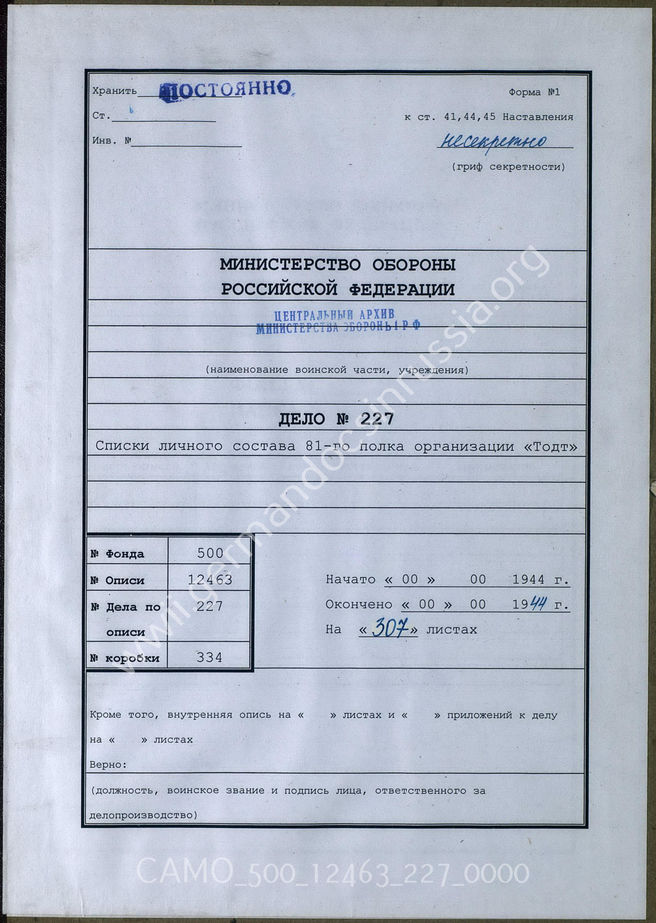 Хранить ПОСТОЯННО
Форма №1
Ст.
к ст. 41,44,45 Наставления
Инв. №
несекретно
(гриф секретности)
МИНИСТЕРСТВО ОБОРОНЫ
РОССИЙСКОЙ ФЕДЕРАЦИИ
ЦЕНТРАЛЬНЫЙ АРХИВ
МИНИСТЕРСТВА ОБОРОНЫ РФ
(наименование воинской части, учреждения)
ДЕЛО № 227
Списки личного состава 81-го полка организации «Тодт»
№ Фонда 500
№ Описи 12463
№ Дела по 227
описи
№ коробки 334
Начато « 00 » 00 1944 г.
Окончено « 00 » 00 1944 г.
На «307» листах
Кроме того, внутренняя опись на « » листах и « » приложений к делу
на « » листах
Верно:
(должность, воинское звание и подпись лица, ответственного за
делопроизводство)
www.germandocsinrussia.org
CAMO_500_12463_227_0000